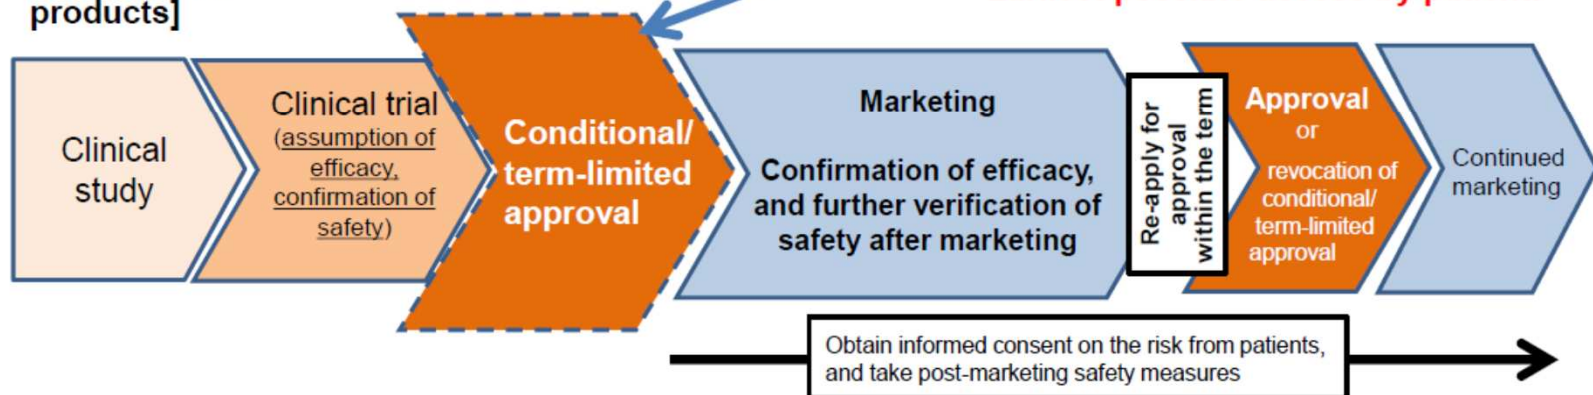 products]
Clinical
study
Clinical trial
(assumption of
efficacy,
confirmation of
safety)
Conditional/
term-limited
approval
Marketing
Confirmation of efficacy,
and further verification of
safety after marketing
Re-apply for
approval
within the term
Approval
or
revocation of
conditional/
term-limited
approval
Continued
marketing
Obtain informed consent on the risk from patients,
and take post-marketing safety measures